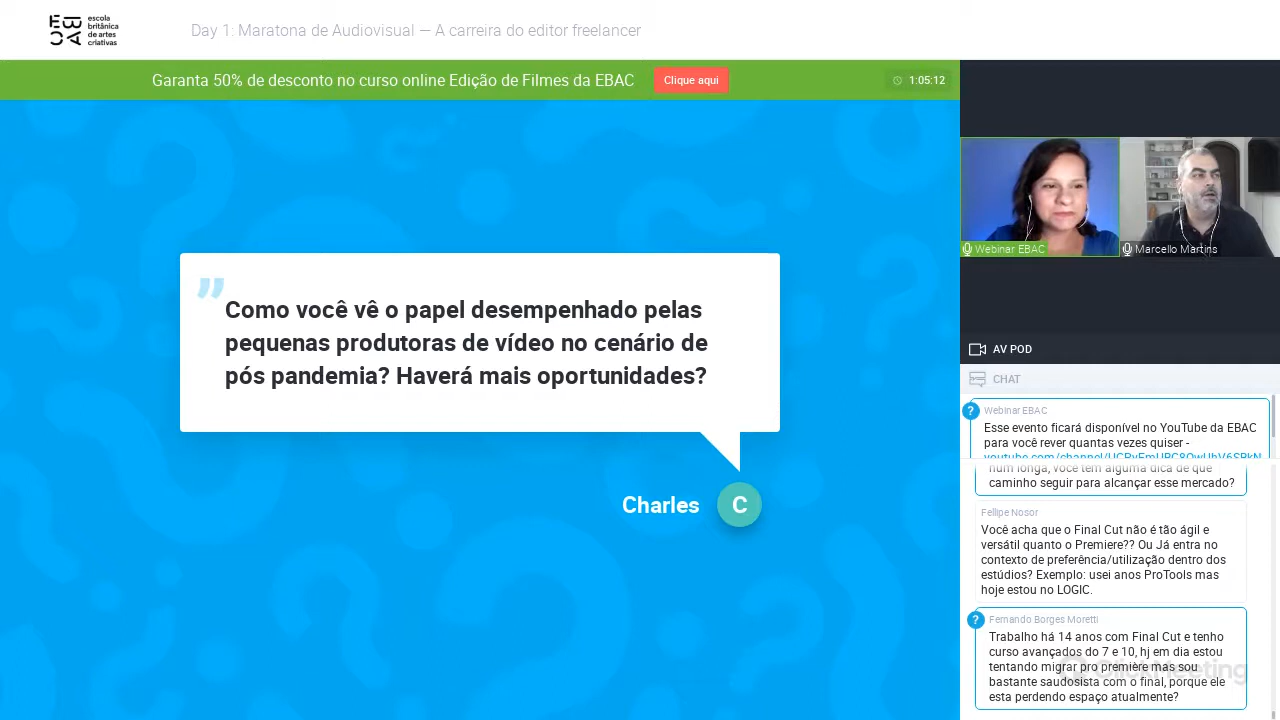 escola
britânica
de artes
criativas
EBAC
Day 1: Maratona de Audiovisual — A carreira do editor freelancer
Garanta 50% de desconto no curso online Edição de Filmes da EBAC
Clique aqui
1:05:12
Como você vê o papel desempenhado pelas
pequenas produtoras de vídeo no cenário de
pós pandemia? Haverá mais oportunidades?
Charles
C
Webinar EBAC
Marcello Martins
AV POD
CHAT
?
Webinar EBAC
Esse evento ficará disponível no YouTube da EBAC
para você rever quantas vezes quiser -
num longa, você tem alguma dica de que
caminho seguir para alcançar esse mercado?
Fellipe Nosor
Você acha que o Final Cut não é tão ágil e
versátil quanto o Premiere?? Ou Já entra no
contexto de preferência/utilização dentro dos
estúdios? Exemplo: usei anos ProTools mas
hoje estou no LOGIC.
?
Fernando Borges Moretti
Trabalho há 14 anos com Final Cut e tenho
curso avançados do 7 e 10, hj em dia estou
tentando migrar pro premiere mas sou
bastante saudosista com o final, porque ele
esta perdendo espaço atualmente?
ClickMeeting